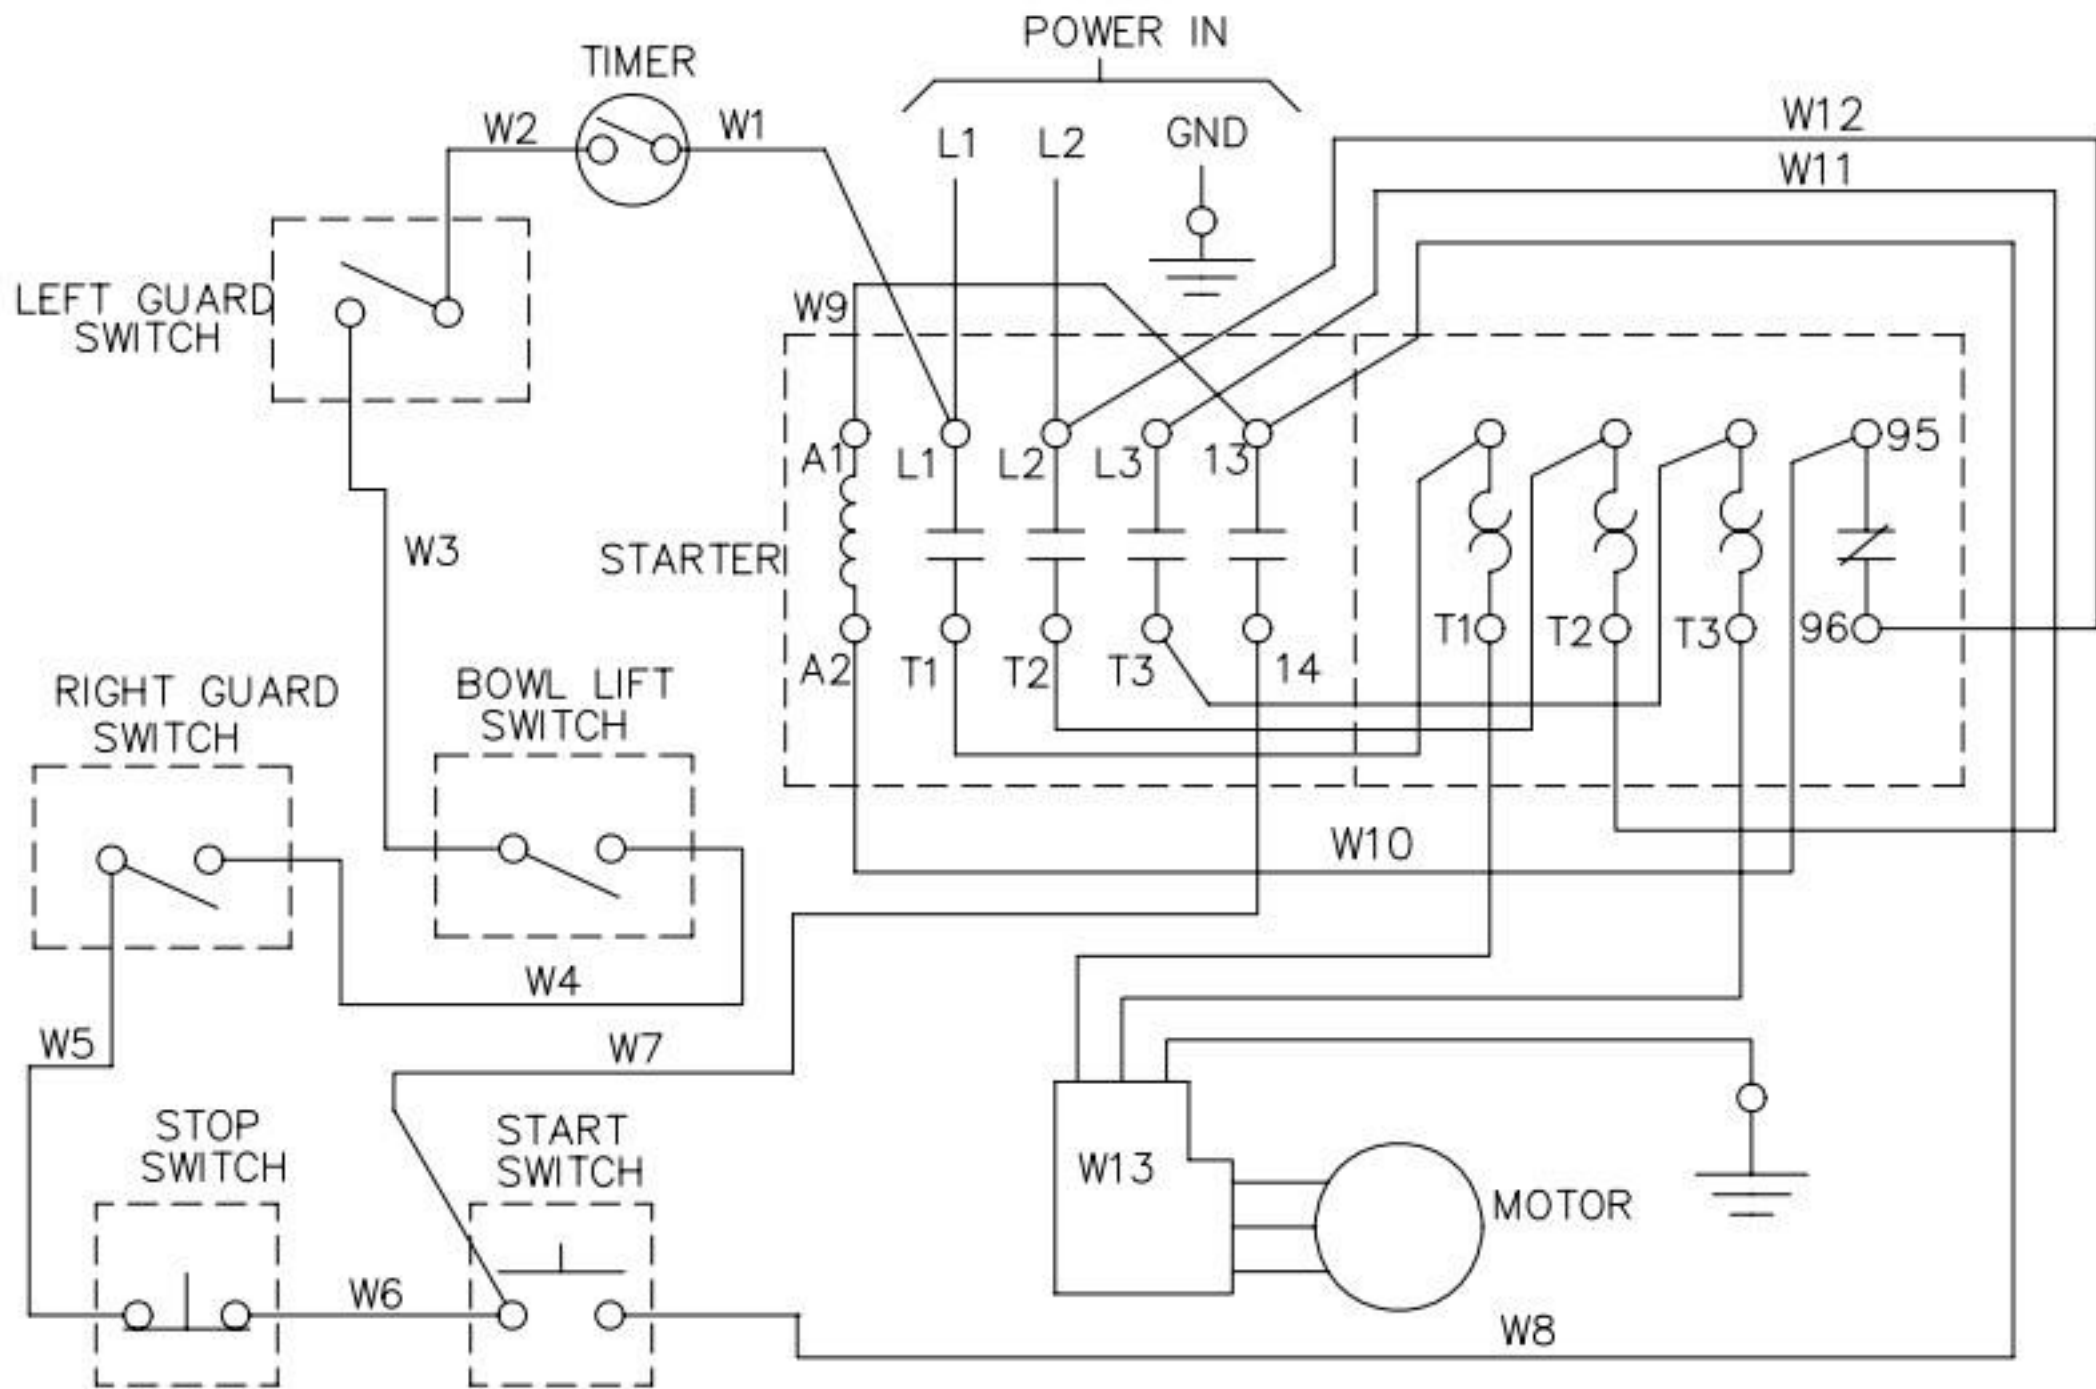 POWER IN
TIMER
W2
W1
L1
L2
GND
W12
W11
LEFT GUARD
SWITCH
W9
A1
L1
L2
L3
13
95
W3
STARTER
A2
T1
T2
T3
14
T1
T2
T3
96
RIGHT GUARD
SWITCH
BOWL LIFT
SWITCH
W10
W4
W5
W7
STOP
SWITCH
START
SWITCH
W13
MOTOR
W6
W8